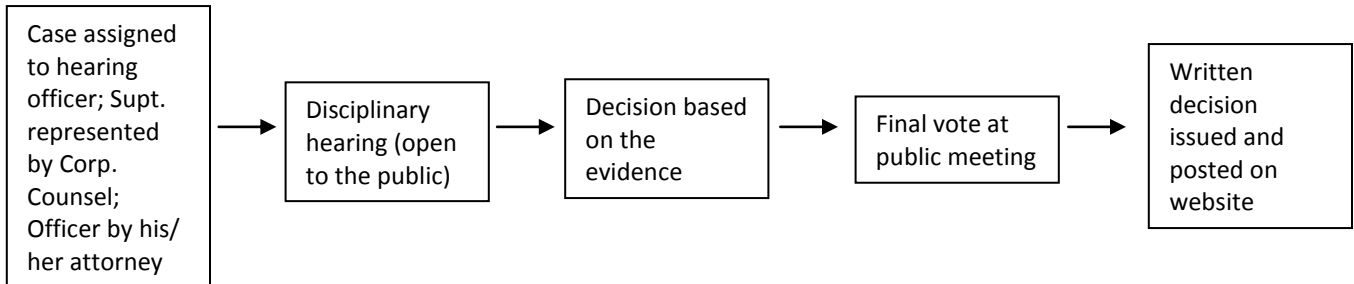 Case assigned
to hearing
officer; Supt.
represented
by Corp.
Counsel;
Officer by his/
her attorney
Disciplinary
hearing (open
to the public)
Decision based
on the
evidence
Final vote at
public meeting
Written
decision
issued and
posted on
website